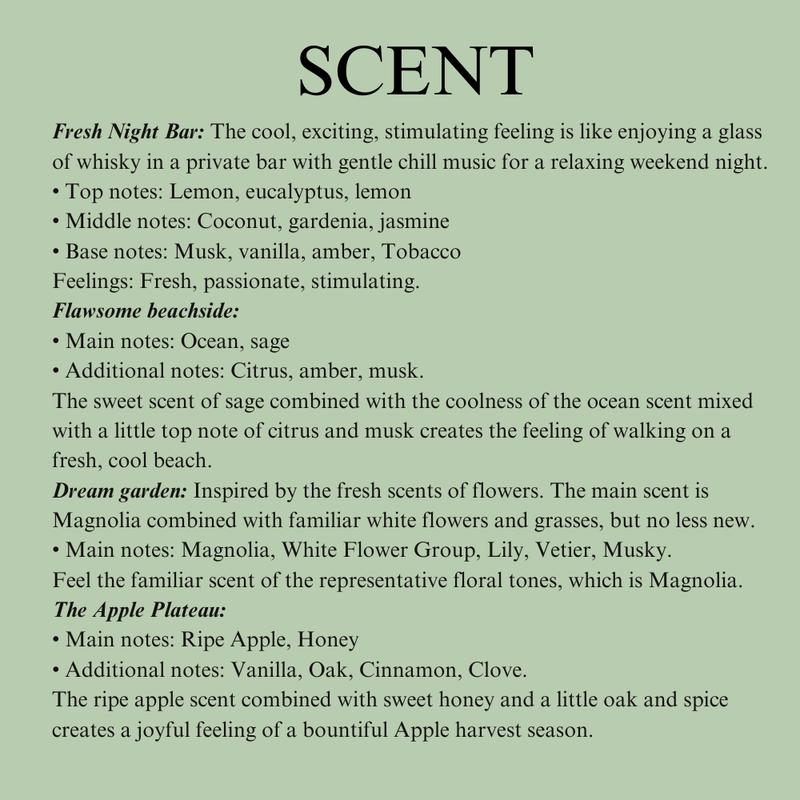 SCENT
Fresh Night Bar: The cool, exciting, stimulating feeling is like enjoying a glass
of whisky in a private bar with gentle chill music for a relaxing weekend night.
• Top notes: Lemon, eucalyptus, lemon
• Middle notes: Coconut, gardenia, jasmine
• Base notes: Musk, vanilla, amber, Tobacco
Feelings: Fresh, passionate, stimulating.
Flawsome beachside:
• Main notes: Ocean, sage
• Additional notes: Citrus, amber, musk.
The sweet scent of sage combined with the coolness of the ocean scent mixed
with a little top note of citrus and musk creates the feeling of walking on a
fresh, cool beach.
Dream garden: Inspired by the fresh scents of flowers. The main scent is
Magnolia combined with familiar white flowers and grasses, but no less new.
• Main notes: Magnolia, White Flower Group, Lily, Vetier, Musky.
Feel the familiar scent of the representative floral tones, which is Magnolia.
The Apple Plateau:
• Main notes: Ripe Apple, Honey
• Additional notes: Vanilla, Oak, Cinnamon, Clove.
The ripe apple scent combined with sweet honey and a little oak and spice
creates a joyful feeling of a bountiful Apple harvest season.